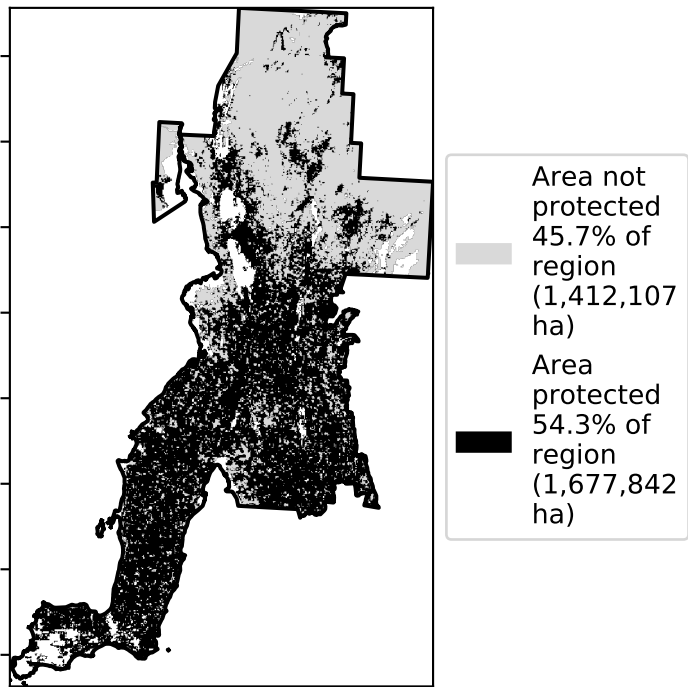 Area not
protected
45.7% of
region
(1,412,107
ha)
Area
protected
54.3% of
region
(1,677,842
ha)